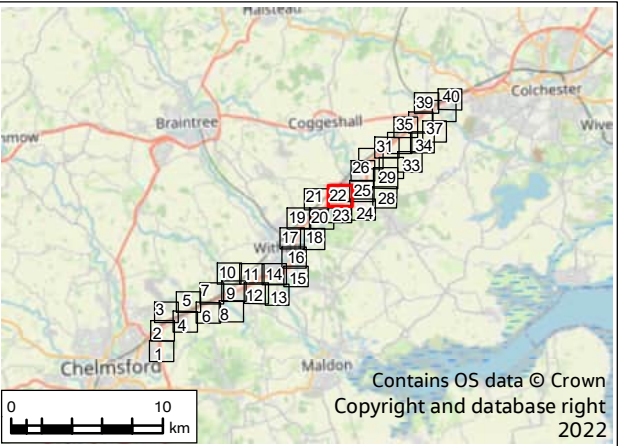 Halstead
Colchester
39 40
Braintree
Coggeshall
35 37
nmow
Wive
31 34
33
26 29
21 22 25 28
19 20 23 24
17 18
With
16
10 11 14 15
7 9 12 13
3 5 6 8
2 4
1
Chelmsford
Maldon
Contains OS data © Crown
Copyright and database right
2022
0 10
km